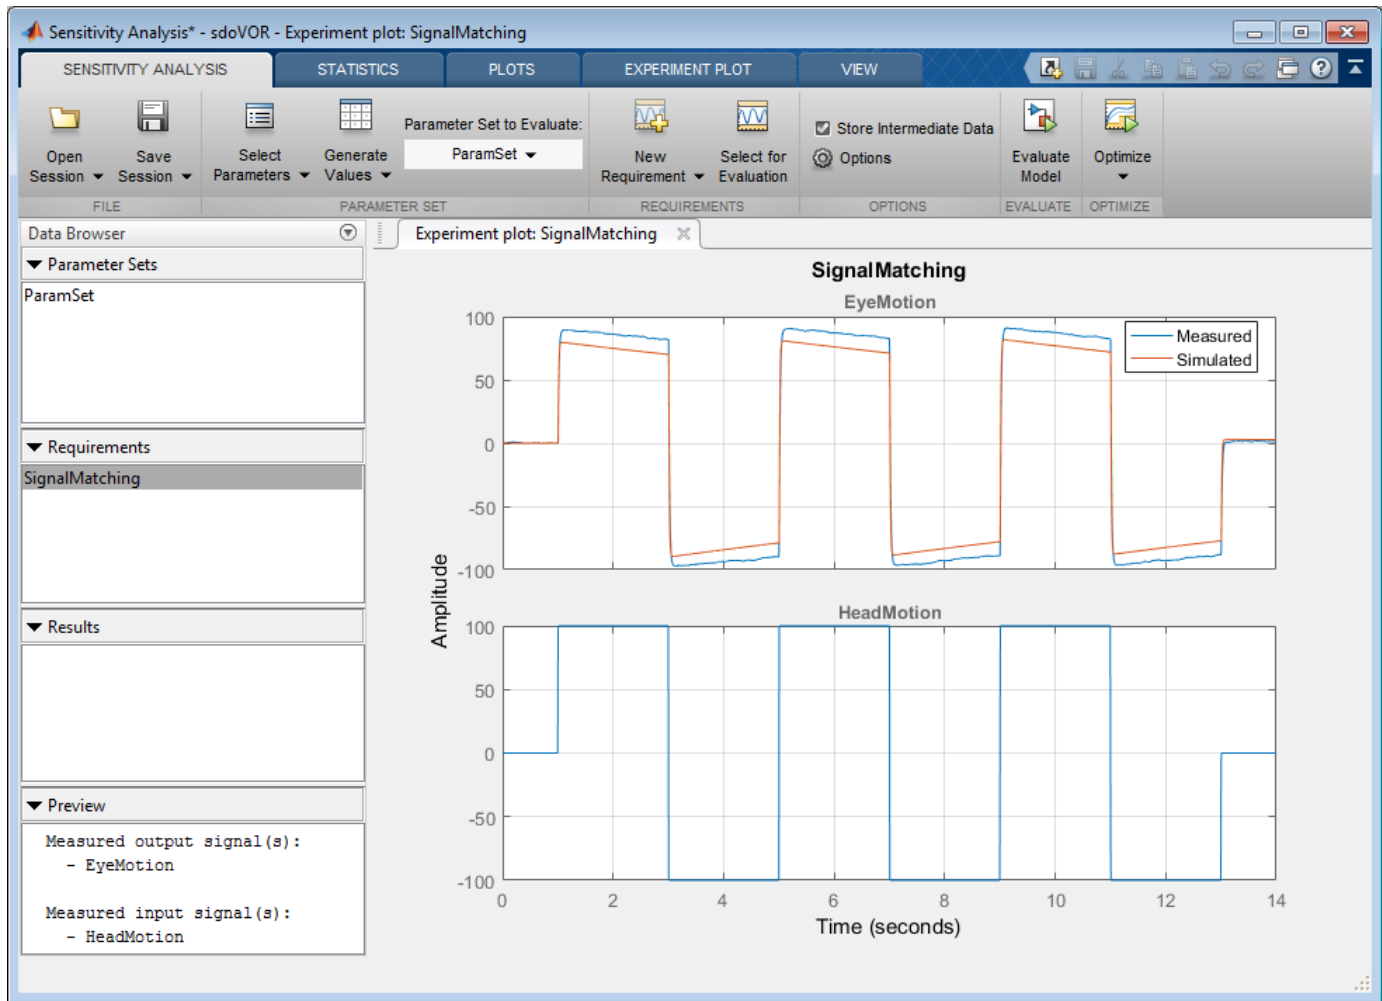 Sensitivity Analysis* - sdoVOR - Experiment plot: SignalMatching
SENSITIVITY ANALYSIS
STATISTICS
PLOTS
EXPERIMENT PLOT
VIEW
Open
Session
Save
Session
Select
Parameters
Generate
Values
Parameter Set to Evaluate:
ParamSet
New
Requirement
Select for
Evaluation
Store Intermediate Data
Options
Evaluate
Model
Optimize
FILE
PARAMETER SET
REQUIREMENTS
OPTIONS
EVALUATE
OPTIMIZE
Data Browser
Parameter Sets
ParamSet
Requirements
SignalMatching
Results
Preview
Measured output signal(s):
- EyeMotion
Measured input signal(s):
- HeadMotion
Experiment plot: SignalMatching
SignalMatching
EyeMotion
100
50
0
-50
-100
Measured
Simulated
Amplitude
HeadMotion
100
50
0
-50
-100
0 2 4 6 8 10 12 14
Time (seconds)